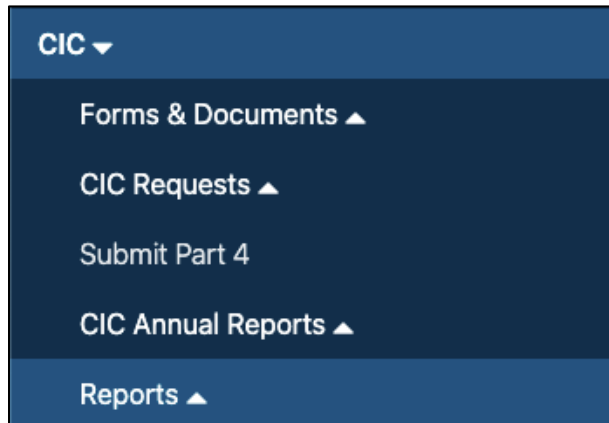 CIC
Forms & Documents
CIC Requests
Submit Part 4
CIC Annual Reports
Reports